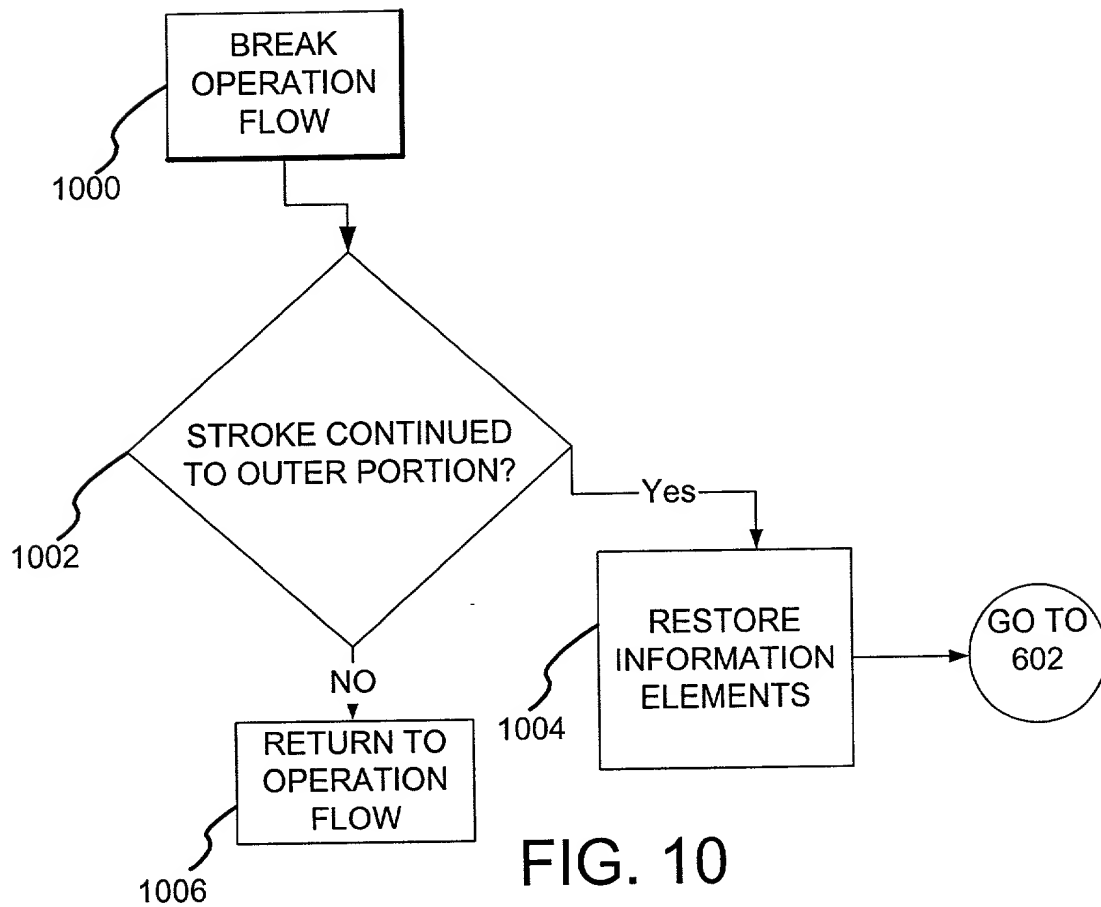 BREAK
OPERATION
FLOW
1000
STROKE CONTINUED
TO OUTER PORTION?
1002
Yes
RESTORE
INFORMATION
ELEMENTS
1004
GO TO
602
NO
RETURN TO
OPERATION
FLOW
1006
FIG. 10